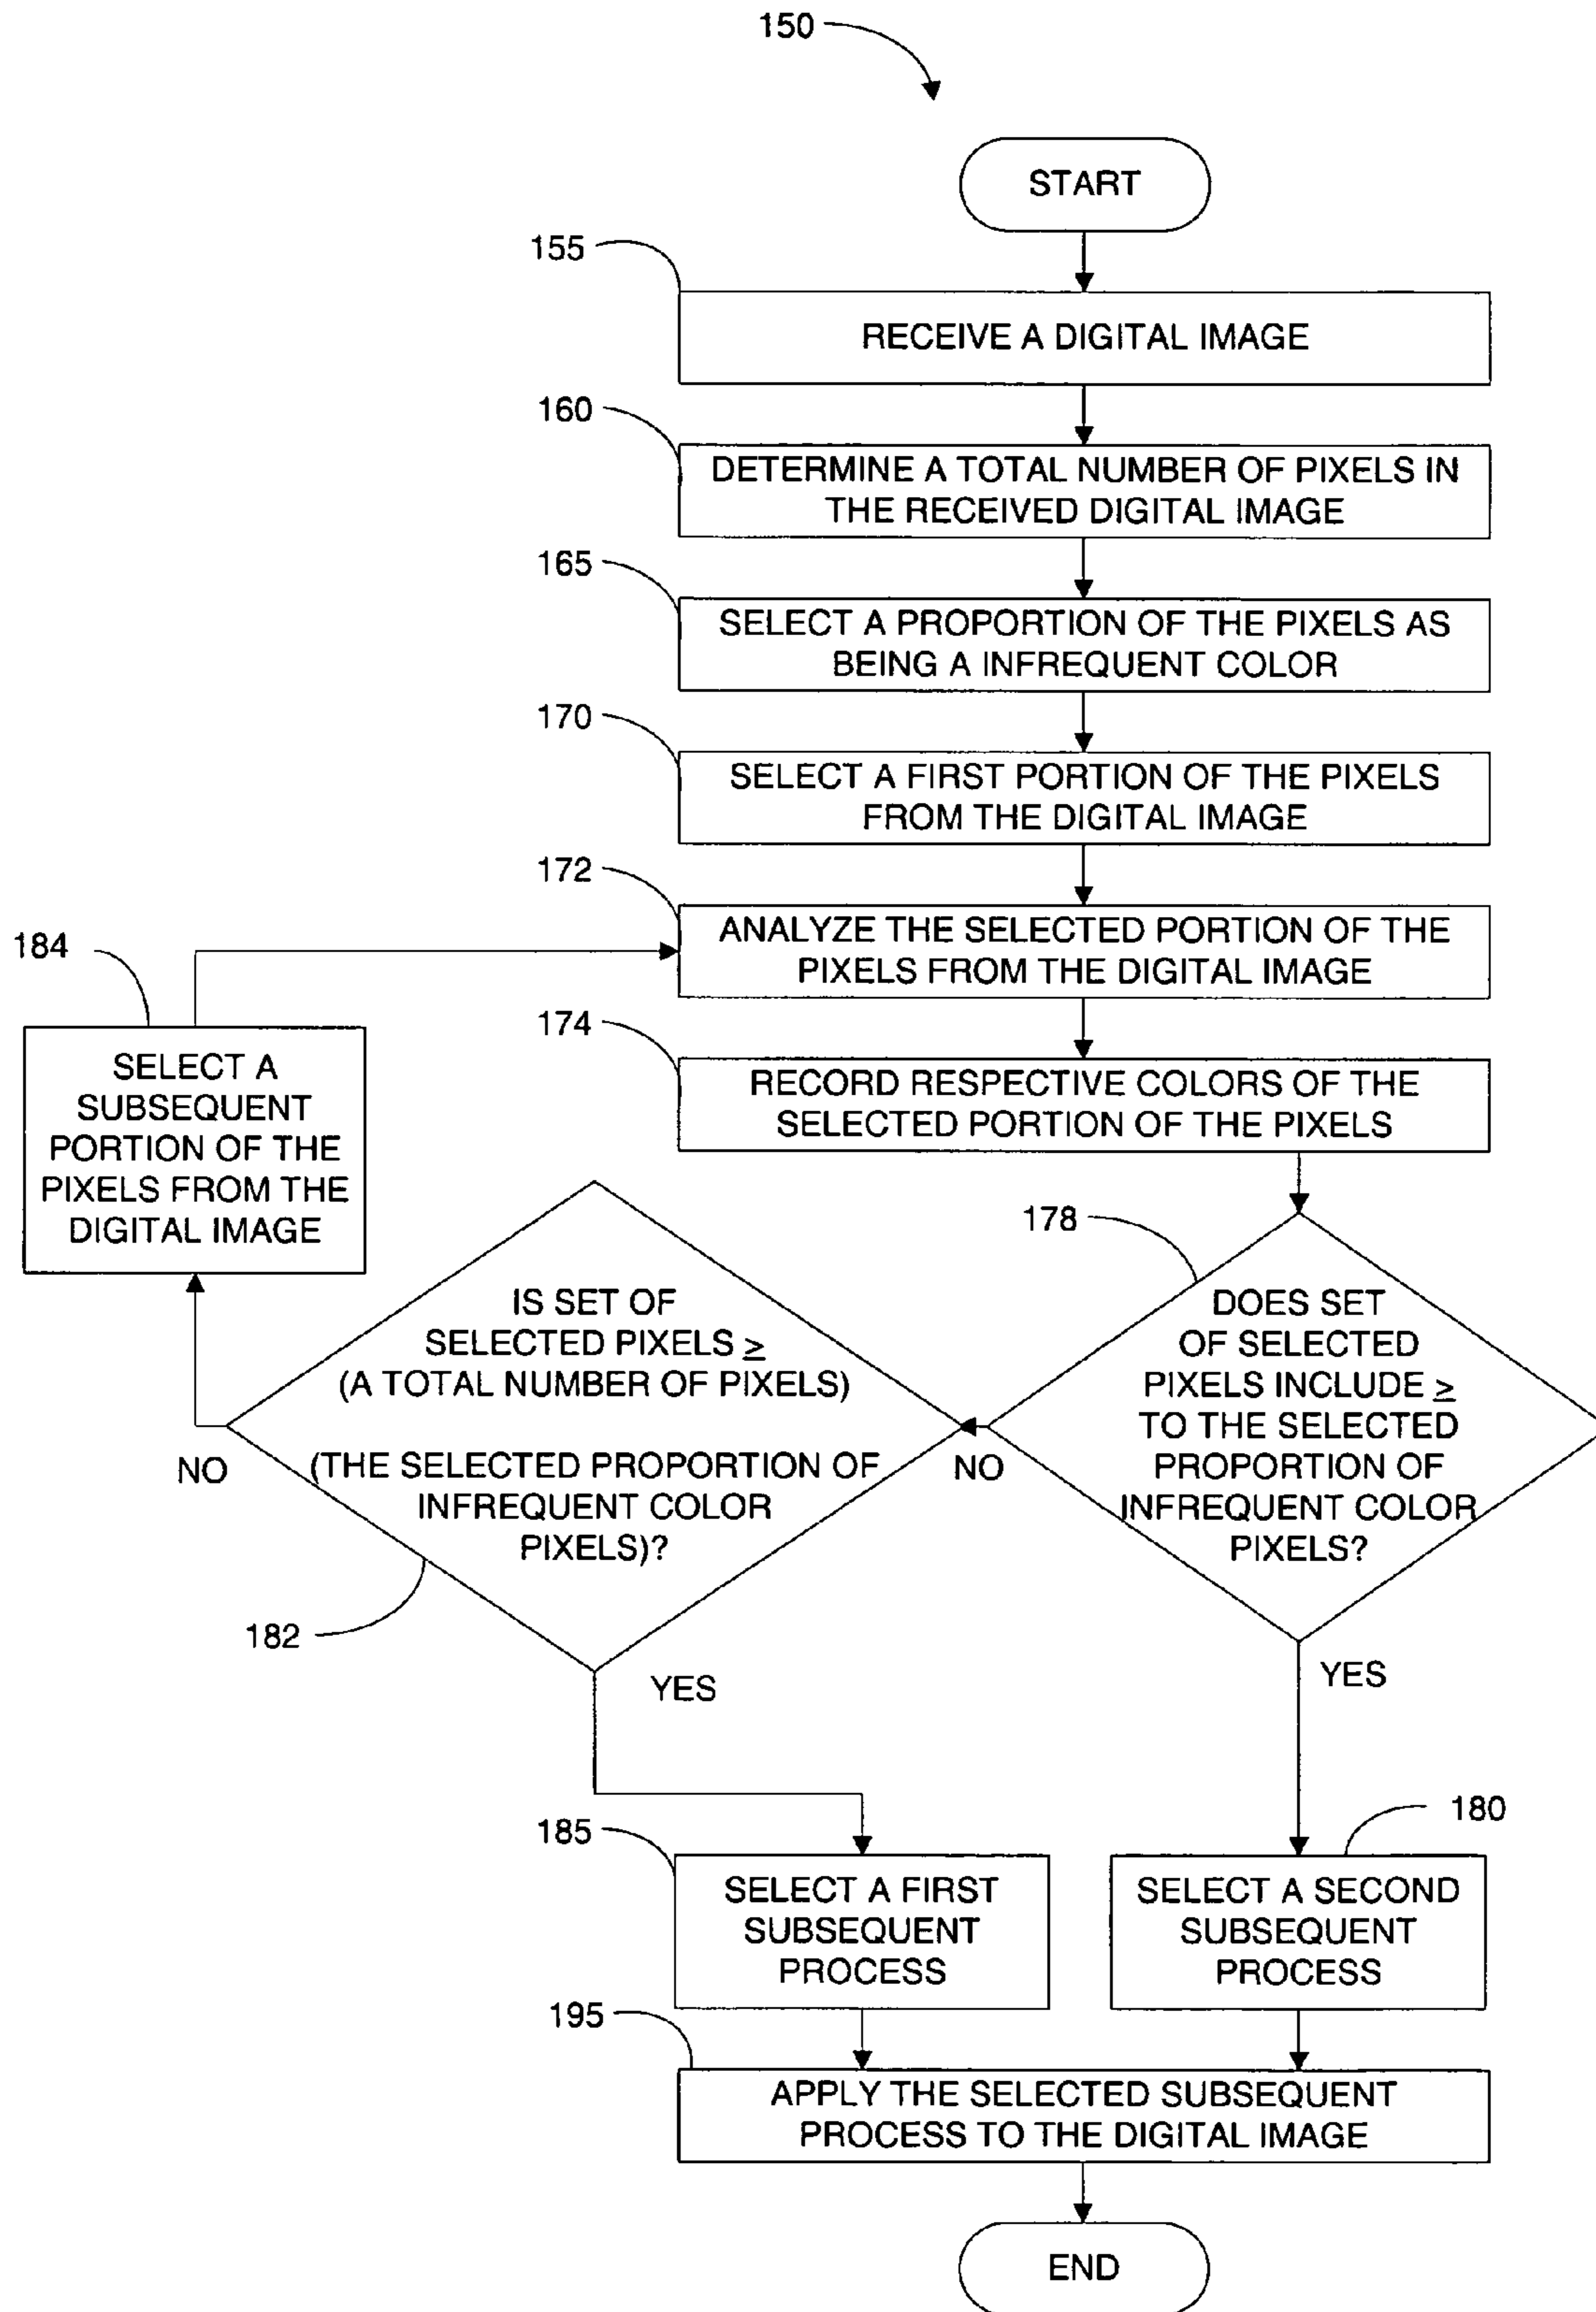 150
START
155
RECEIVE A DIGITAL IMAGE
160
DETERMINE A TOTAL NUMBER OF PIXELS IN
THE RECEIVED DIGITAL IMAGE
165
SELECT A PROPORTION OF THE PIXELS AS
BEING A INFREQUENT COLOR
170
SELECT A FIRST PORTION OF THE PIXELS
FROM THE DIGITAL IMAGE
172
ANALYZE THE SELECTED PORTION OF THE
PIXELS FROM THE DIGITAL IMAGE
174
RECORD RESPECTIVE COLORS OF THE
SELECTED PORTION OF THE PIXELS
184
SELECT A
SUBSEQUENT
PORTION OF THE
PIXELS FROM THE
DIGITAL IMAGE
178
DOES SET
OF SELECTED
PIXELS INCLUDE ≥
TO THE SELECTED
PROPORTION OF
INFREQUENT COLOR
PIXELS?
NO
YES
182
IS SET OF
SELECTED PIXELS ≥
(A TOTAL NUMBER OF PIXELS)
(THE SELECTED PROPORTION OF
INFREQUENT COLOR
PIXELS)?
NO
YES
185
SELECT A FIRST
SUBSEQUENT
PROCESS
180
SELECT A SECOND
SUBSEQUENT
PROCESS
195
APPLY THE SELECTED SUBSEQUENT
PROCESS TO THE DIGITAL IMAGE
END